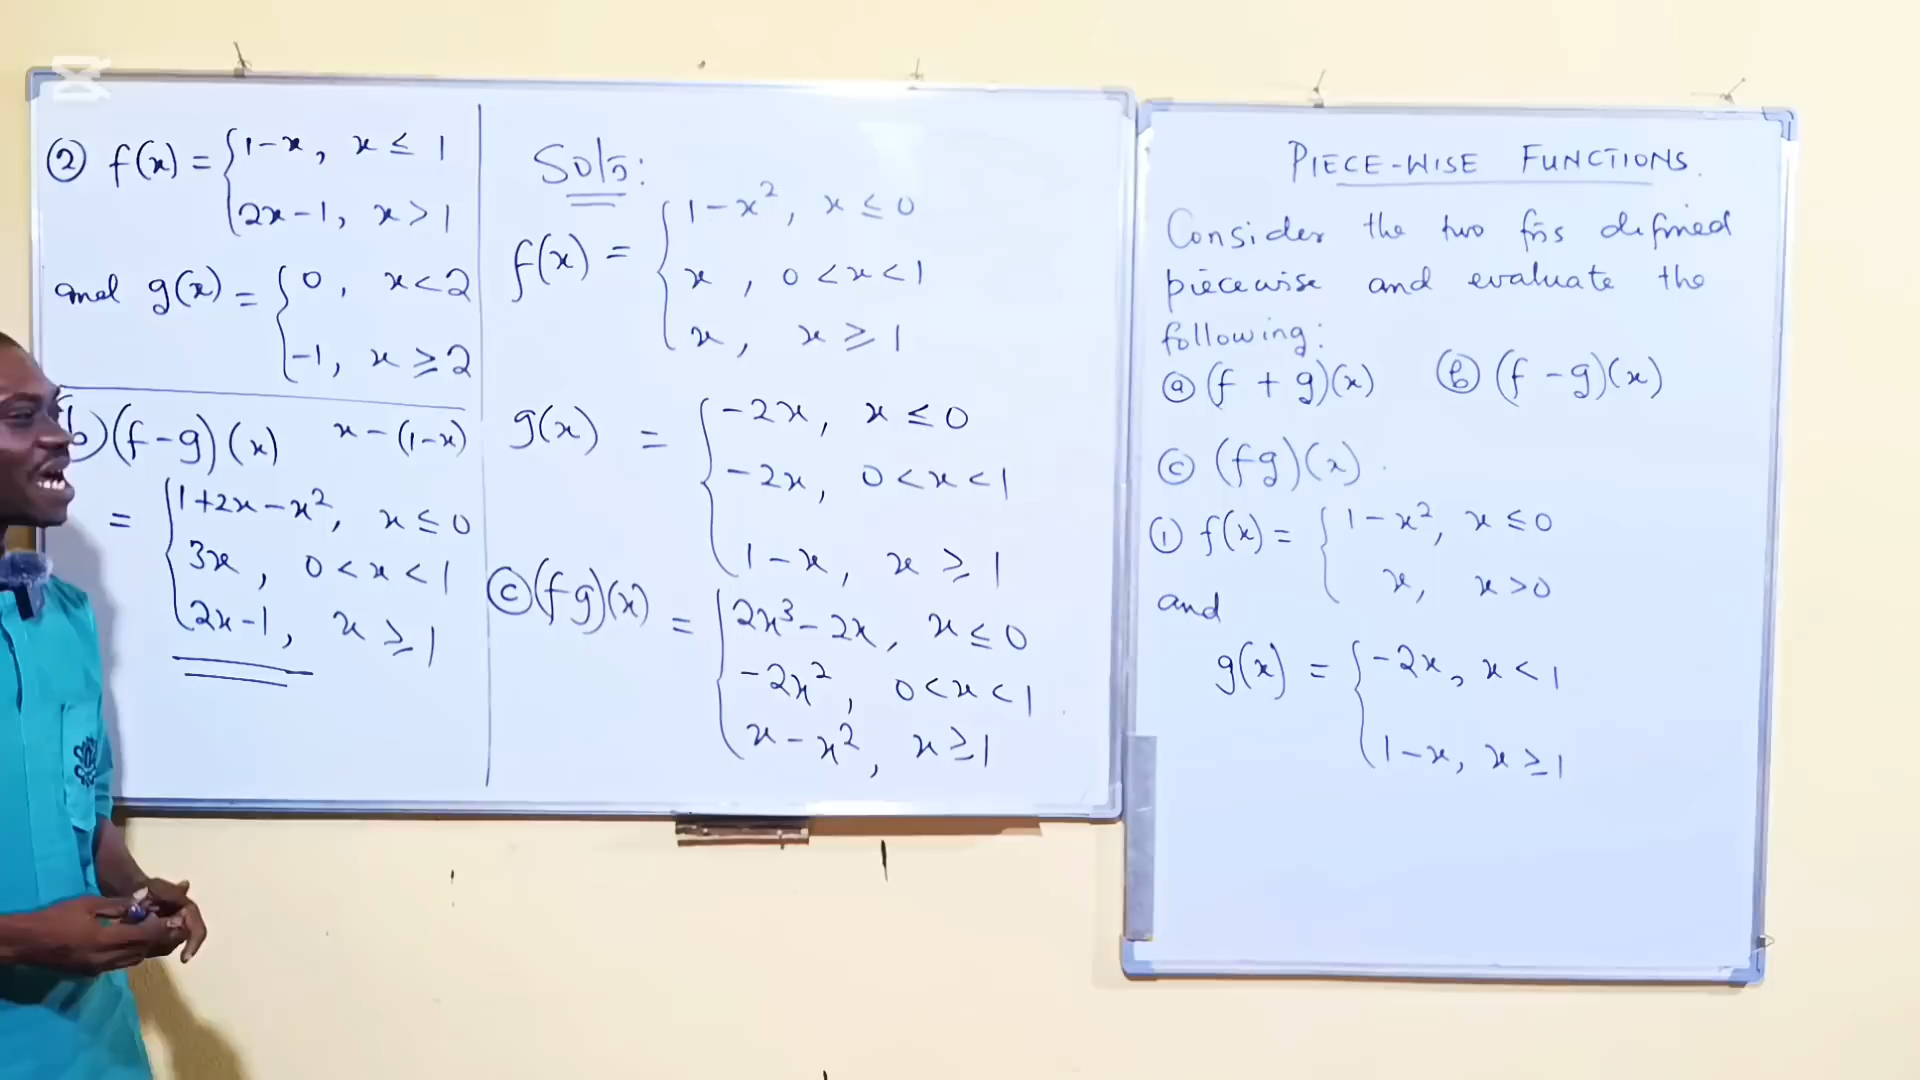 ② f(x) = { 1-x, x ≤ 1
2x-1, x > 1
and g(x) = { 0, x < 2
-1, x ≥ 2
b) (f-g)(x) x-(1-x)
= { 1+2x-x², x ≤ 0
3x, 0 < x < 1
2x-1, x ≥ 1
Soln:
f(x) = { 1-x², x ≤ 0
x, 0 < x < 1
x, x ≥ 1
g(x) = { -2x, x ≤ 0
-2x, 0 < x < 1
1-x, x ≥ 1
ⓒ (fg)(x) = { 2x³-2x, x ≤ 0
-2x², 0 < x < 1
x-x², x ≥ 1
PIECE-WISE FUNCTIONS.
Consider the two fns defined
piecewise and evaluate the
following:
ⓐ (f + g)(x) ⓑ (f - g)(x)
ⓒ (fg)(x).
① f(x) = { 1-x², x ≤ 0
x, x > 0
and
g(x) = { -2x, x < 1
1-x, x ≥ 1